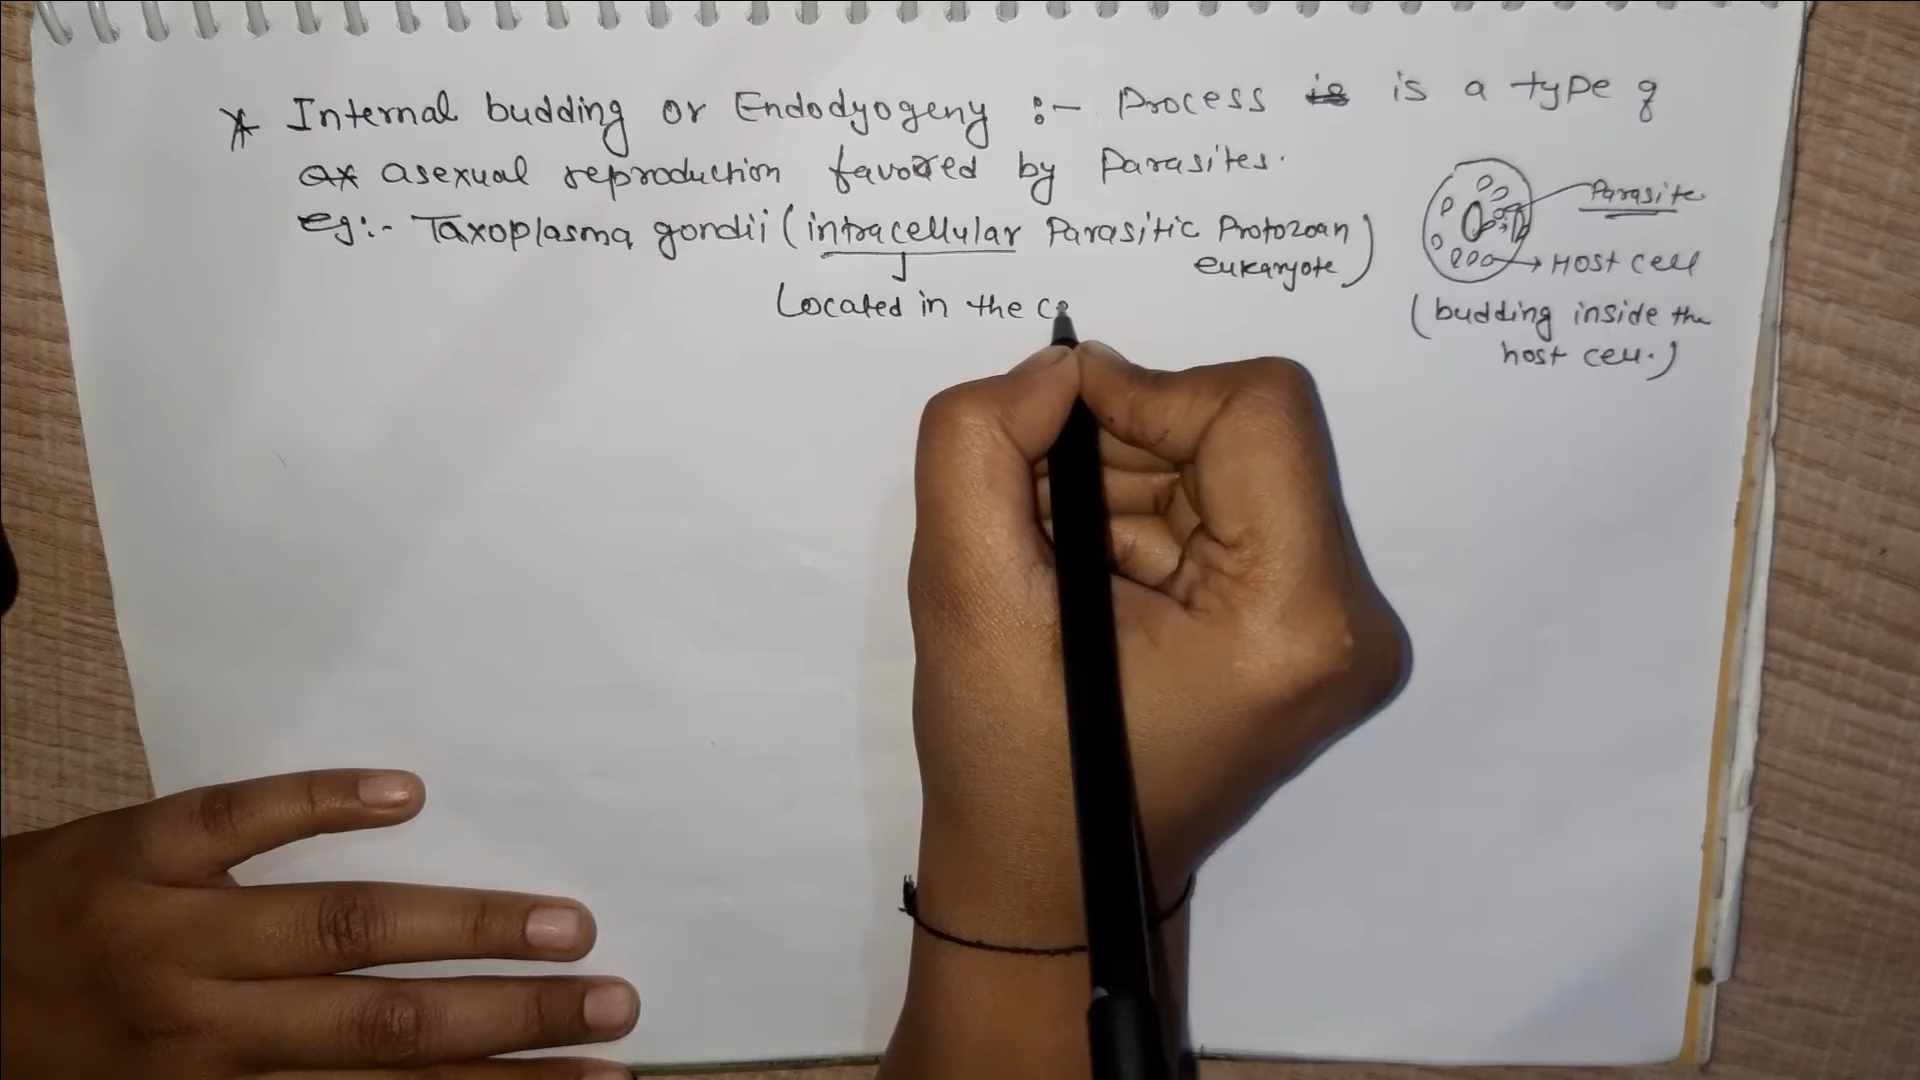 * Internal budding or Endodyogeny :- Process is is a type of
asexual reproduction favored by Parasites.
eg:- Taxoplasma gondii (intracellular Parasitic Protozoan
eukaryote)
Located in the
Parasite
Host cell
(budding inside the
host cell.)